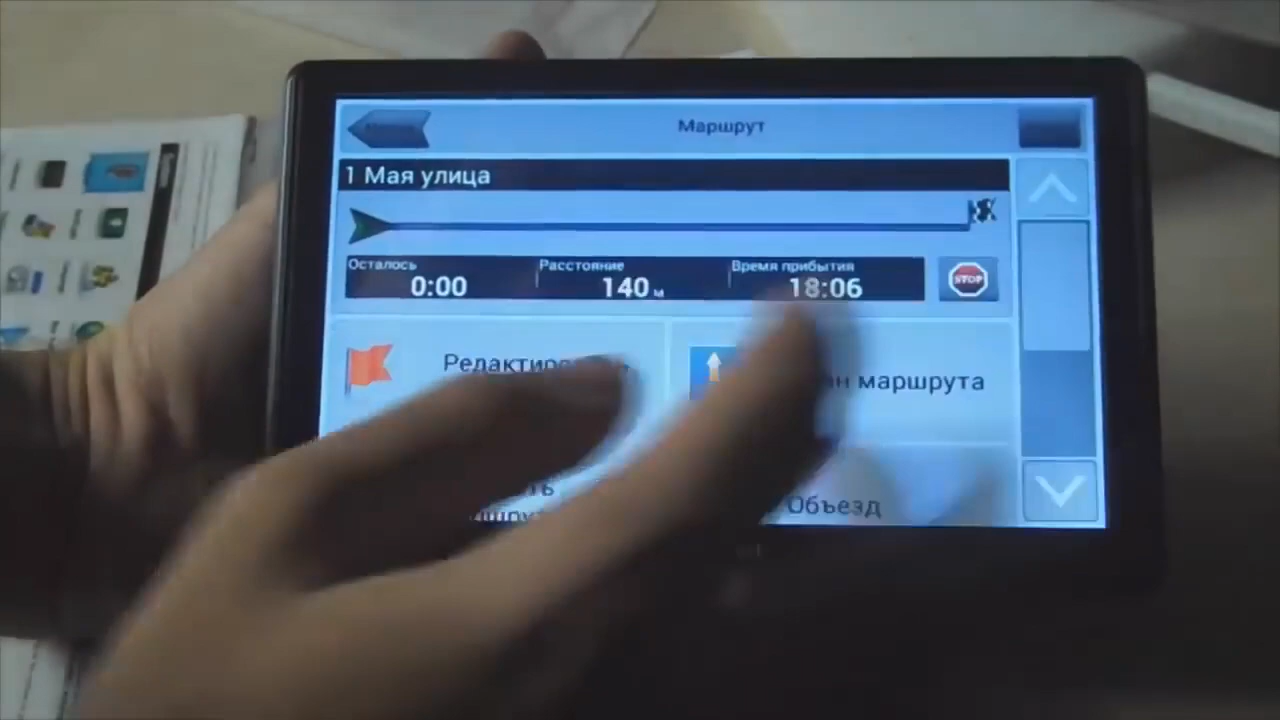 Маршрут
1 Мая улица
Осталось Расстояние Время прибытия
0:00 140 м 18:06
STOP
маршрута
Объезд